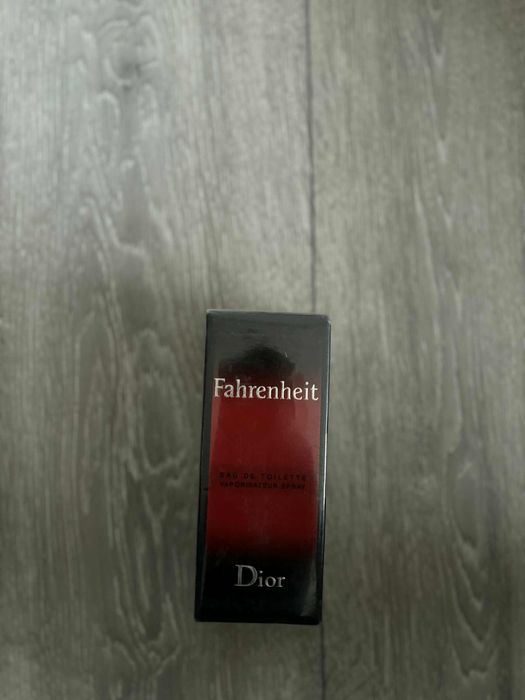 Fahrenheit
EAU DE TOILETTE
VAPORISATEUR SPRAY
Dior